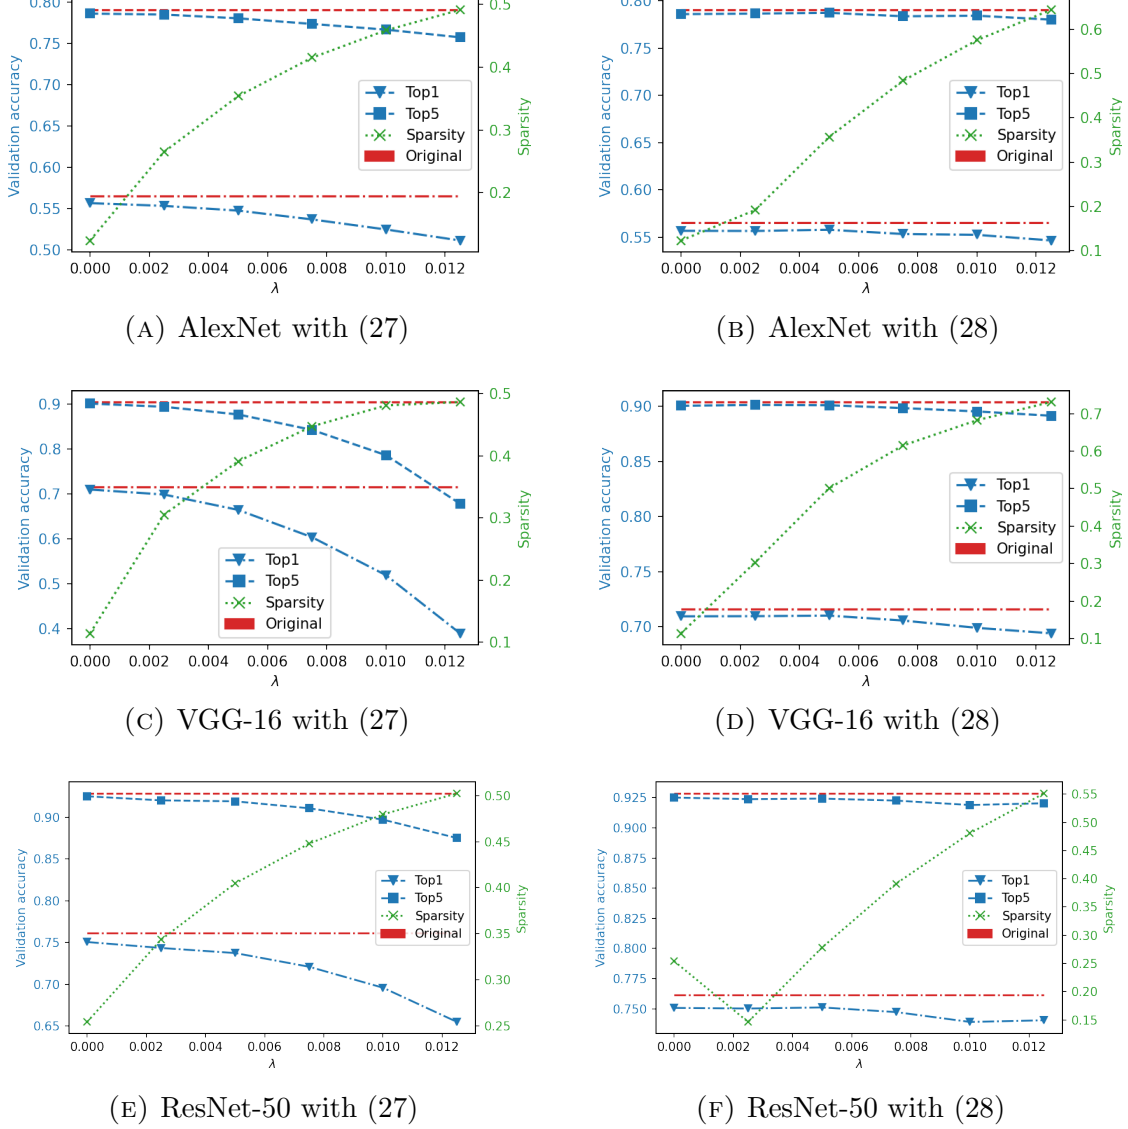 0.80
0.75
0.70
0.65
0.60
0.55
0.50
Validation accuracy
0.5
0.4
0.3
0.2
Sparsity
Top1
Top5
Sparsity
Original
0.000 0.002 0.004 0.006 0.008 0.010 0.012
λ
(A) AlexNet with (27)
0.80
0.75
0.70
0.65
0.60
0.55
Validation accuracy
0.6
0.5
0.4
0.3
0.2
0.1
Sparsity
Top1
Top5
Sparsity
Original
0.000 0.002 0.004 0.006 0.008 0.010 0.012
λ
(B) AlexNet with (28)
0.9
0.8
0.7
0.6
0.5
0.4
Validation accuracy
0.5
0.4
0.3
0.2
0.1
Sparsity
Top1
Top5
Sparsity
Original
0.000 0.002 0.004 0.006 0.008 0.010 0.012
λ
(C) VGG-16 with (27)
0.90
0.85
0.80
0.75
0.70
Validation accuracy
0.7
0.6
0.5
0.4
0.3
0.2
0.1
Sparsity
Top1
Top5
Sparsity
Original
0.000 0.002 0.004 0.006 0.008 0.010 0.012
λ
(D) VGG-16 with (28)
0.90
0.85
0.80
0.75
0.70
0.65
Validation accuracy
0.50
0.45
0.40
0.35
0.30
0.25
Sparsity
Top1
Top5
Sparsity
Original
0.000 0.002 0.004 0.006 0.008 0.010 0.012
λ
(E) ResNet-50 with (27)
0.925
0.900
0.875
0.850
0.825
0.800
0.775
0.750
Validation accuracy
0.55
0.50
0.45
0.40
0.35
0.30
0.25
0.20
0.15
Sparsity
Top1
Top5
Sparsity
Original
0.000 0.002 0.004 0.006 0.008 0.010 0.012
λ
(F) ResNet-50 with (28)